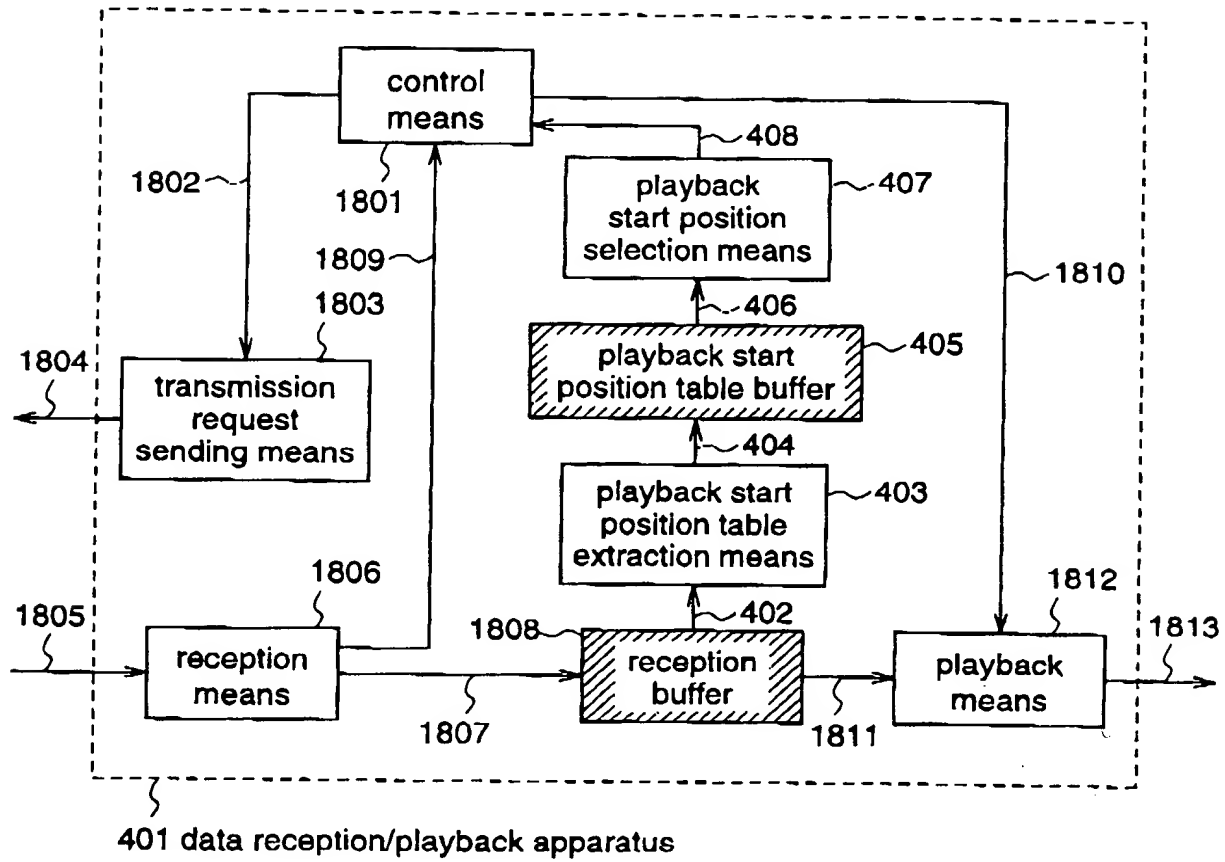 control
means
408
1802
1801
playback
start position
selection means
407
1809
1810
406
1803
playback start
position table buffer
405
1804
transmission
request
sending means
404
playback start
position table
extraction means
403
1806
1812
1805
402
1808
1813
reception
means
reception
buffer
playback
means
1807
1811
401 data reception/playback apparatus